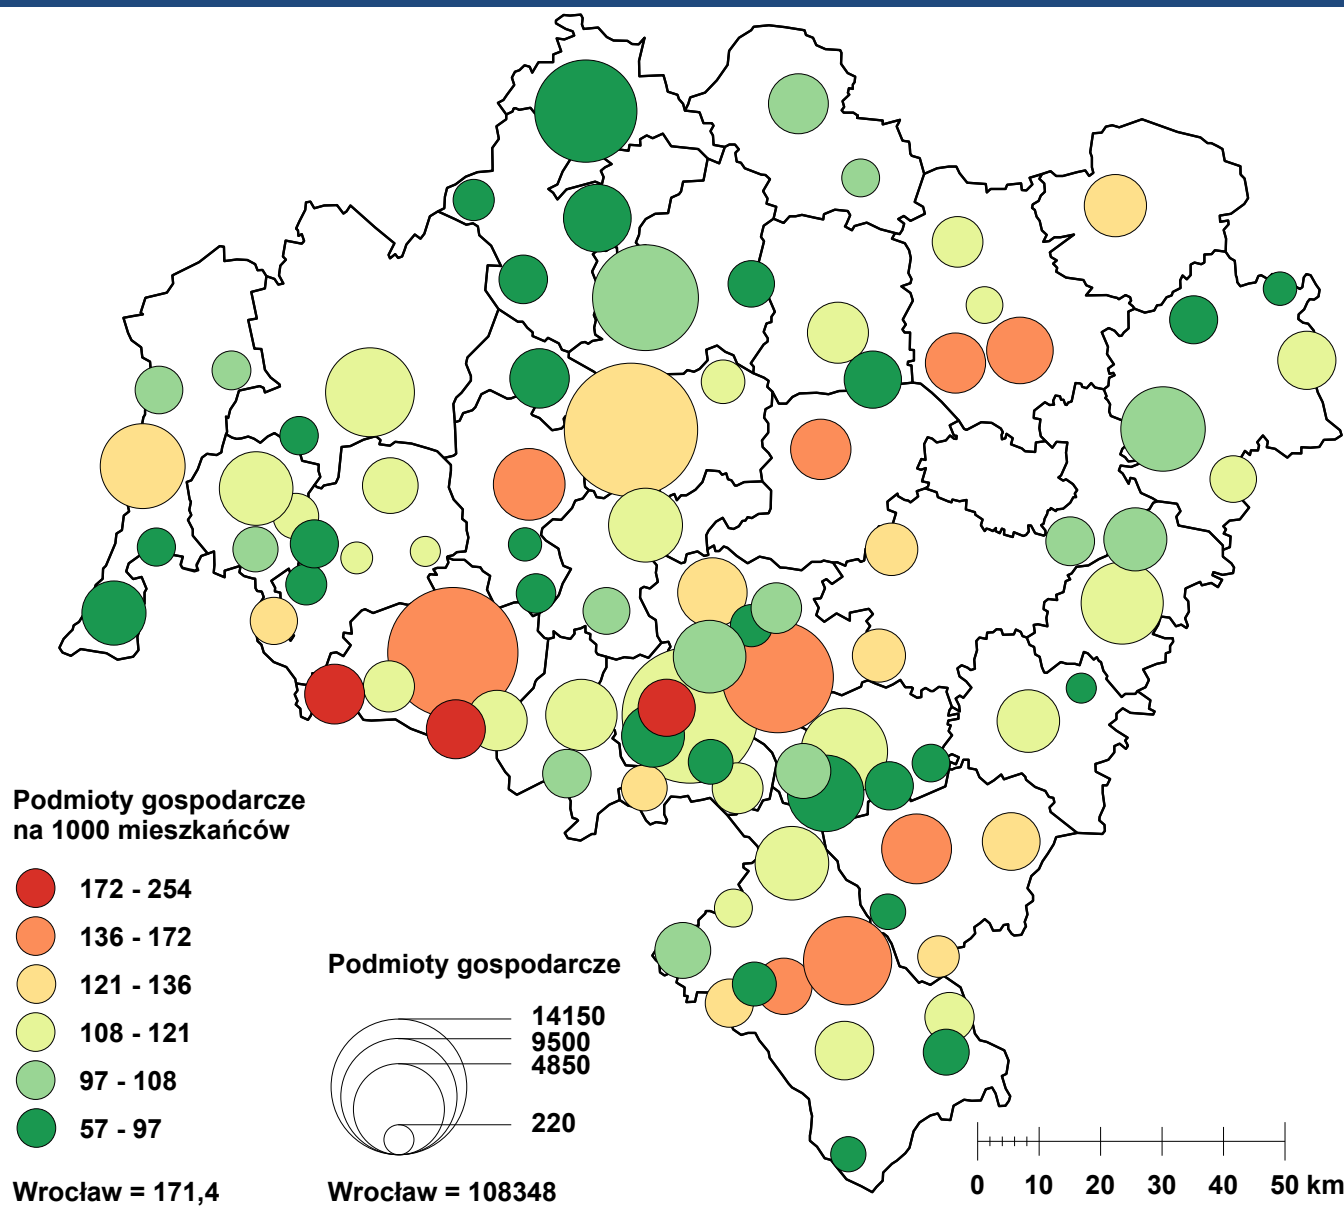 Podmioty gospodarcze
na 1000 mieszkańców
172 - 254
136 - 172
121 - 136
108 - 121
97 - 108
57 - 97
Wrocław = 171,4
Podmioty gospodarcze
14150
9500
4850
220
Wrocław = 108348
0 10 20 30 40 50 km